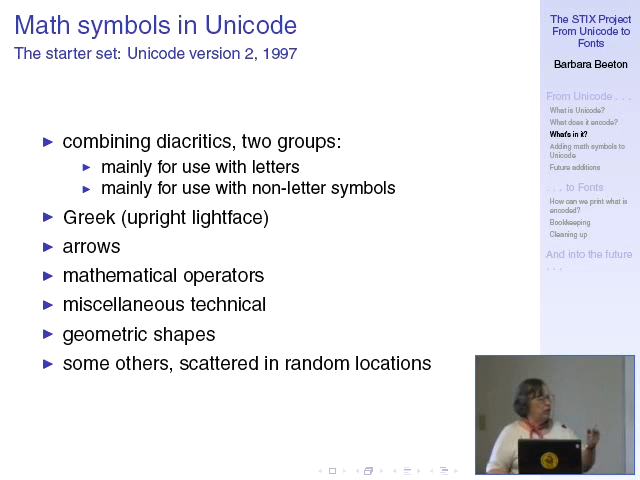 Math symbols in Unicode
The starter set: Unicode version 2, 1997
combining diacritics, two groups:
mainly for use with letters
mainly for use with non-letter symbols
Greek (upright lightface)
arrows
mathematical operators
miscellaneous technical
geometric shapes
some others, scattered in random locations
The STIX Project
From Unicode to
Fonts
Barbara Beeton
From Unicode . . .
What is Unicode?
What does it encode?
What's in it?
Adding math symbols to
Unicode
Future additions
. . . to Fonts
How can we print what is
encoded?
Bookkeeping
Cleaning up
And into the future
. . .